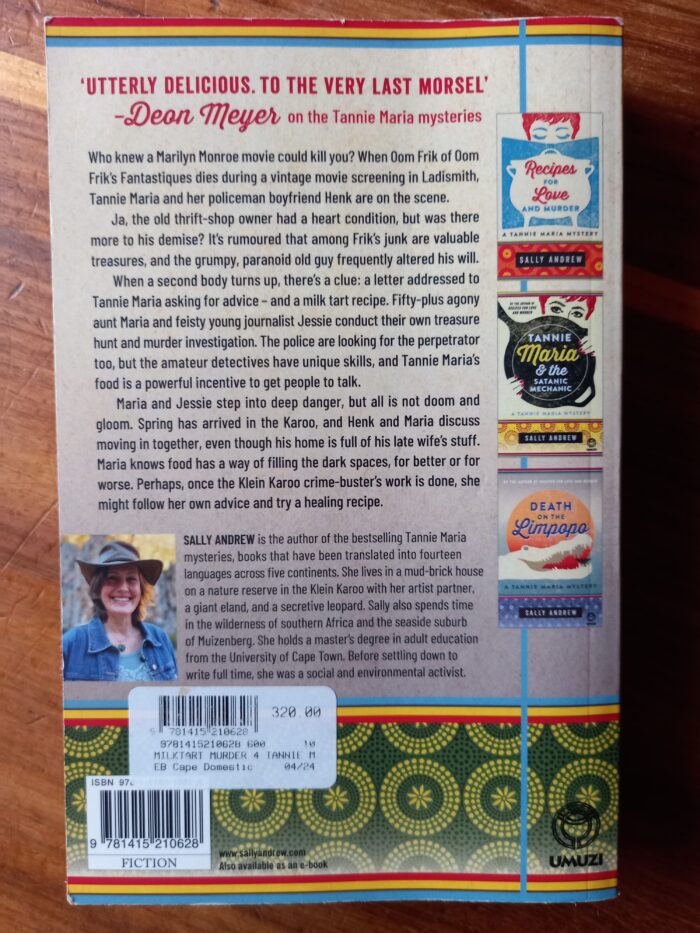 'UTTERLY DELICIOUS. TO THE VERY LAST MORSEL'
–Deon Meyer on the Tannie Maria mysteries
Who knew a Marilyn Monroe movie could kill you? When Oom Frik of Oom
Frik's Fantastiques dies during a vintage movie screening in Ladismith,
Tannie Maria and her policeman boyfriend Henk are on the scene.
Ja, the old thrift-shop owner had a heart condition, but was there
more to his demise? It's rumoured that among Frik's junk are valuable
treasures, and the grumpy, paranoid old guy frequently altered his will.
When a second body turns up, there's a clue: a letter addressed to
Tannie Maria asking for advice – and a milk tart recipe. Fifty-plus agony
aunt Maria and feisty young journalist Jessie conduct their own treasure
hunt and murder investigation. The police are looking for the perpetrator
too, but the amateur detectives have unique skills, and Tannie Maria's
food is a powerful incentive to get people to talk.
Maria and Jessie step into deep danger, but all is not doom and
gloom. Spring has arrived in the Karoo, and Henk and Maria discuss
moving in together, even though his home is full of his late wife's stuff.
Maria knows food has a way of filling the dark spaces, for better or for
worse. Perhaps, once the Klein Karoo crime-buster's work is done, she
might follow her own advice and try a healing recipe.
SALLY ANDREW is the author of the bestselling Tannie Maria
mysteries, books that have been translated into fourteen
languages across five continents. She lives in a mud-brick house
on a nature reserve in the Klein Karoo with her artist partner,
a giant eland, and a secretive leopard. Sally also spends time
in the wilderness of southern Africa and the seaside suburb
of Muizenberg. She holds a master's degree in adult education
from the University of Cape Town. Before settling down to
write full time, she was a social and environmental activist.
Recipes
FOR
Love
AND MURDER
A TANNIE MARIA MYSTERY
SALLY ANDREW
BY THE AUTHOR OF
RECIPES FOR LOVE
AND MURDER
TANNIE
Maria
& the
SATANIC
MECHANIC
A TANNIE MARIA MYSTERY
SALLY ANDREW
BY THE AUTHOR OF RECIPES FOR LOVE AND MURDER
DEATH
ON THE
Limpopo
A TANNIE MARIA MYSTERY
SALLY ANDREW
320.00
9 781415 210628
9781415210628 600 10
MILKTART MURDER 4 TANNIE M
EB Cape Domestic 04/24
ISBN 97
9 781415 210628
FICTION
www.sallyandrew.com
Also available as an e-book
UMUZI